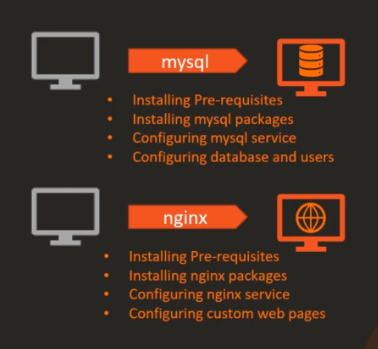 mysql
• Installing Pre-requisites
• Installing mysql packages
• Configuring mysql service
• Configuring database and users
nginx
• Installing Pre-requisites
• Installing nginx packages
• Configuring nginx service
• Configuring custom web pages